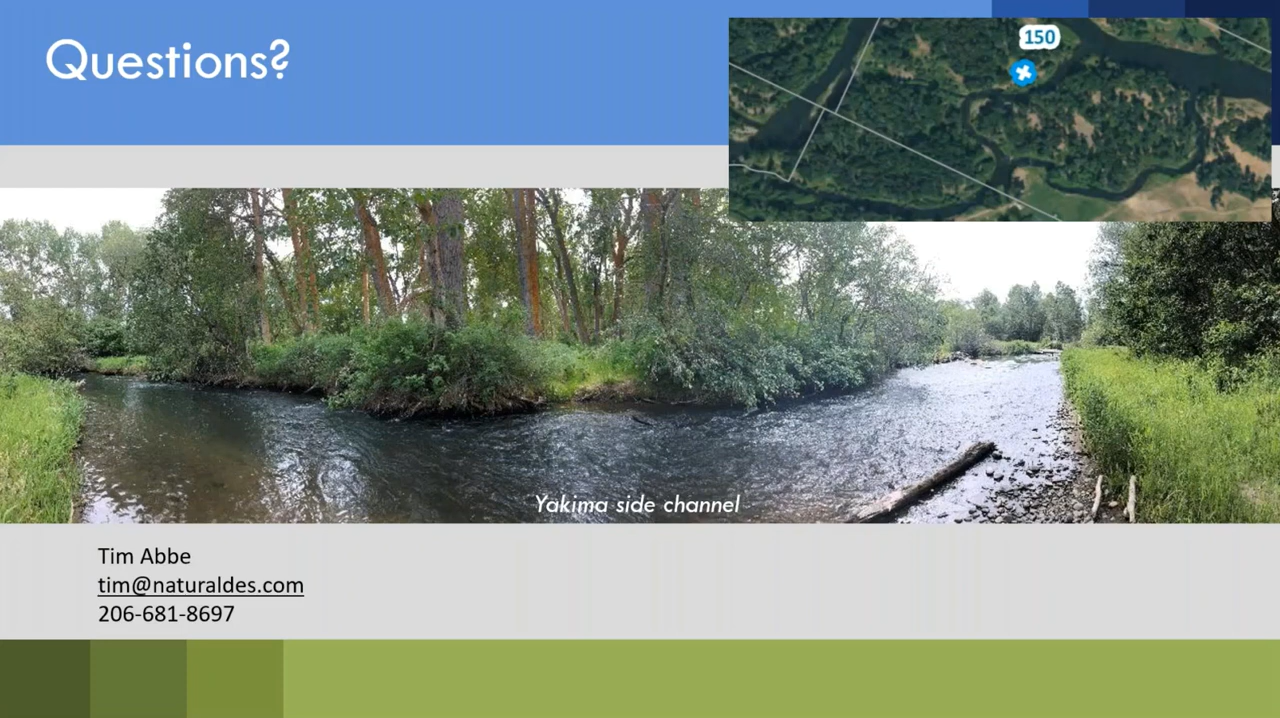 Questions?
150
Yakima side channel
Tim Abbe
tim@naturaldes.com
206-681-8697